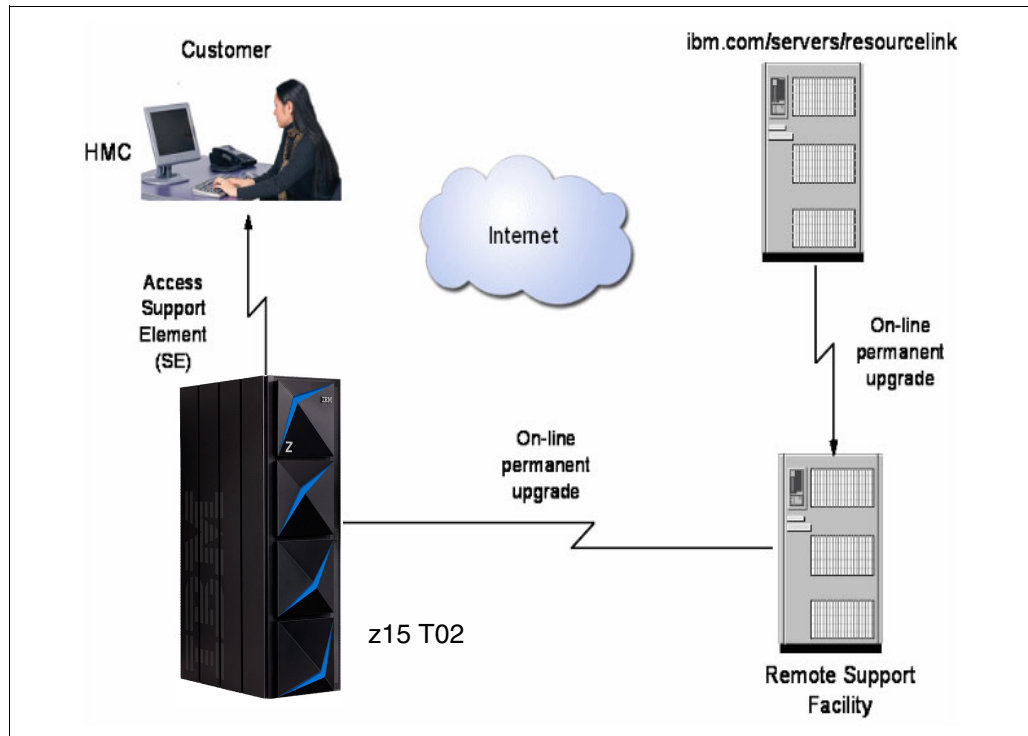 Customer
ibm.com/servers/resourcelink
HMC
Internet
Access
Support
Element
(SE)
On-line
permanent
upgrade
On-line
permanent
upgrade
IBM
Z
IBM
z15 T02
Remote Support
Facility